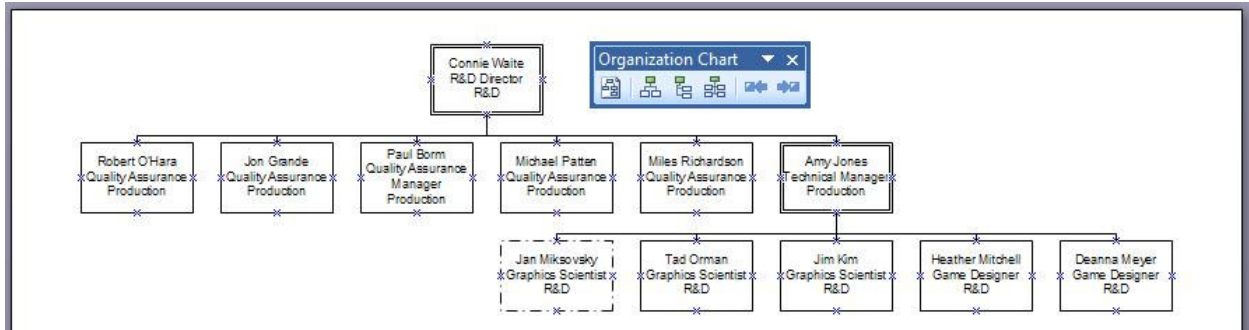 Connie Waite
R&D Director
R&D
Organization Chart
Robert O'Hara
Quality Assurance
Production
Jon Grande
Quality Assurance
Production
Paul Borm
Quality Assurance
Manager
Production
Michael Patten
Quality Assurance
Production
Miles Richardson
Quality Assurance
Production
Amy Jones
Technical Manager
Production
Jan Miksovsky
Graphics Scientist
R&D
Tad Orman
Graphics Scientist
R&D
Jim Kim
Graphics Scientist
R&D
Heather Mitchell
Game Designer
R&D
Deanna Meyer
Game Designer
R&D